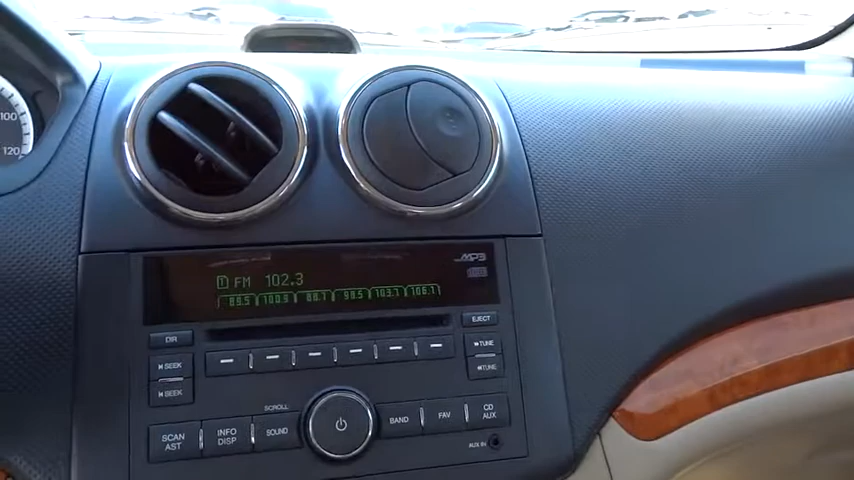 100
120
MP3
1 FM 102.3
88.5 100.9 88.1 98.5 103.7 106.1
EJECT
DIR
SEEK
TUNE
SEEK
TUNE
SCROLL
SCAN AST
INFO DISP
SOUND
BAND
FAV
CD AUX
AUX IN